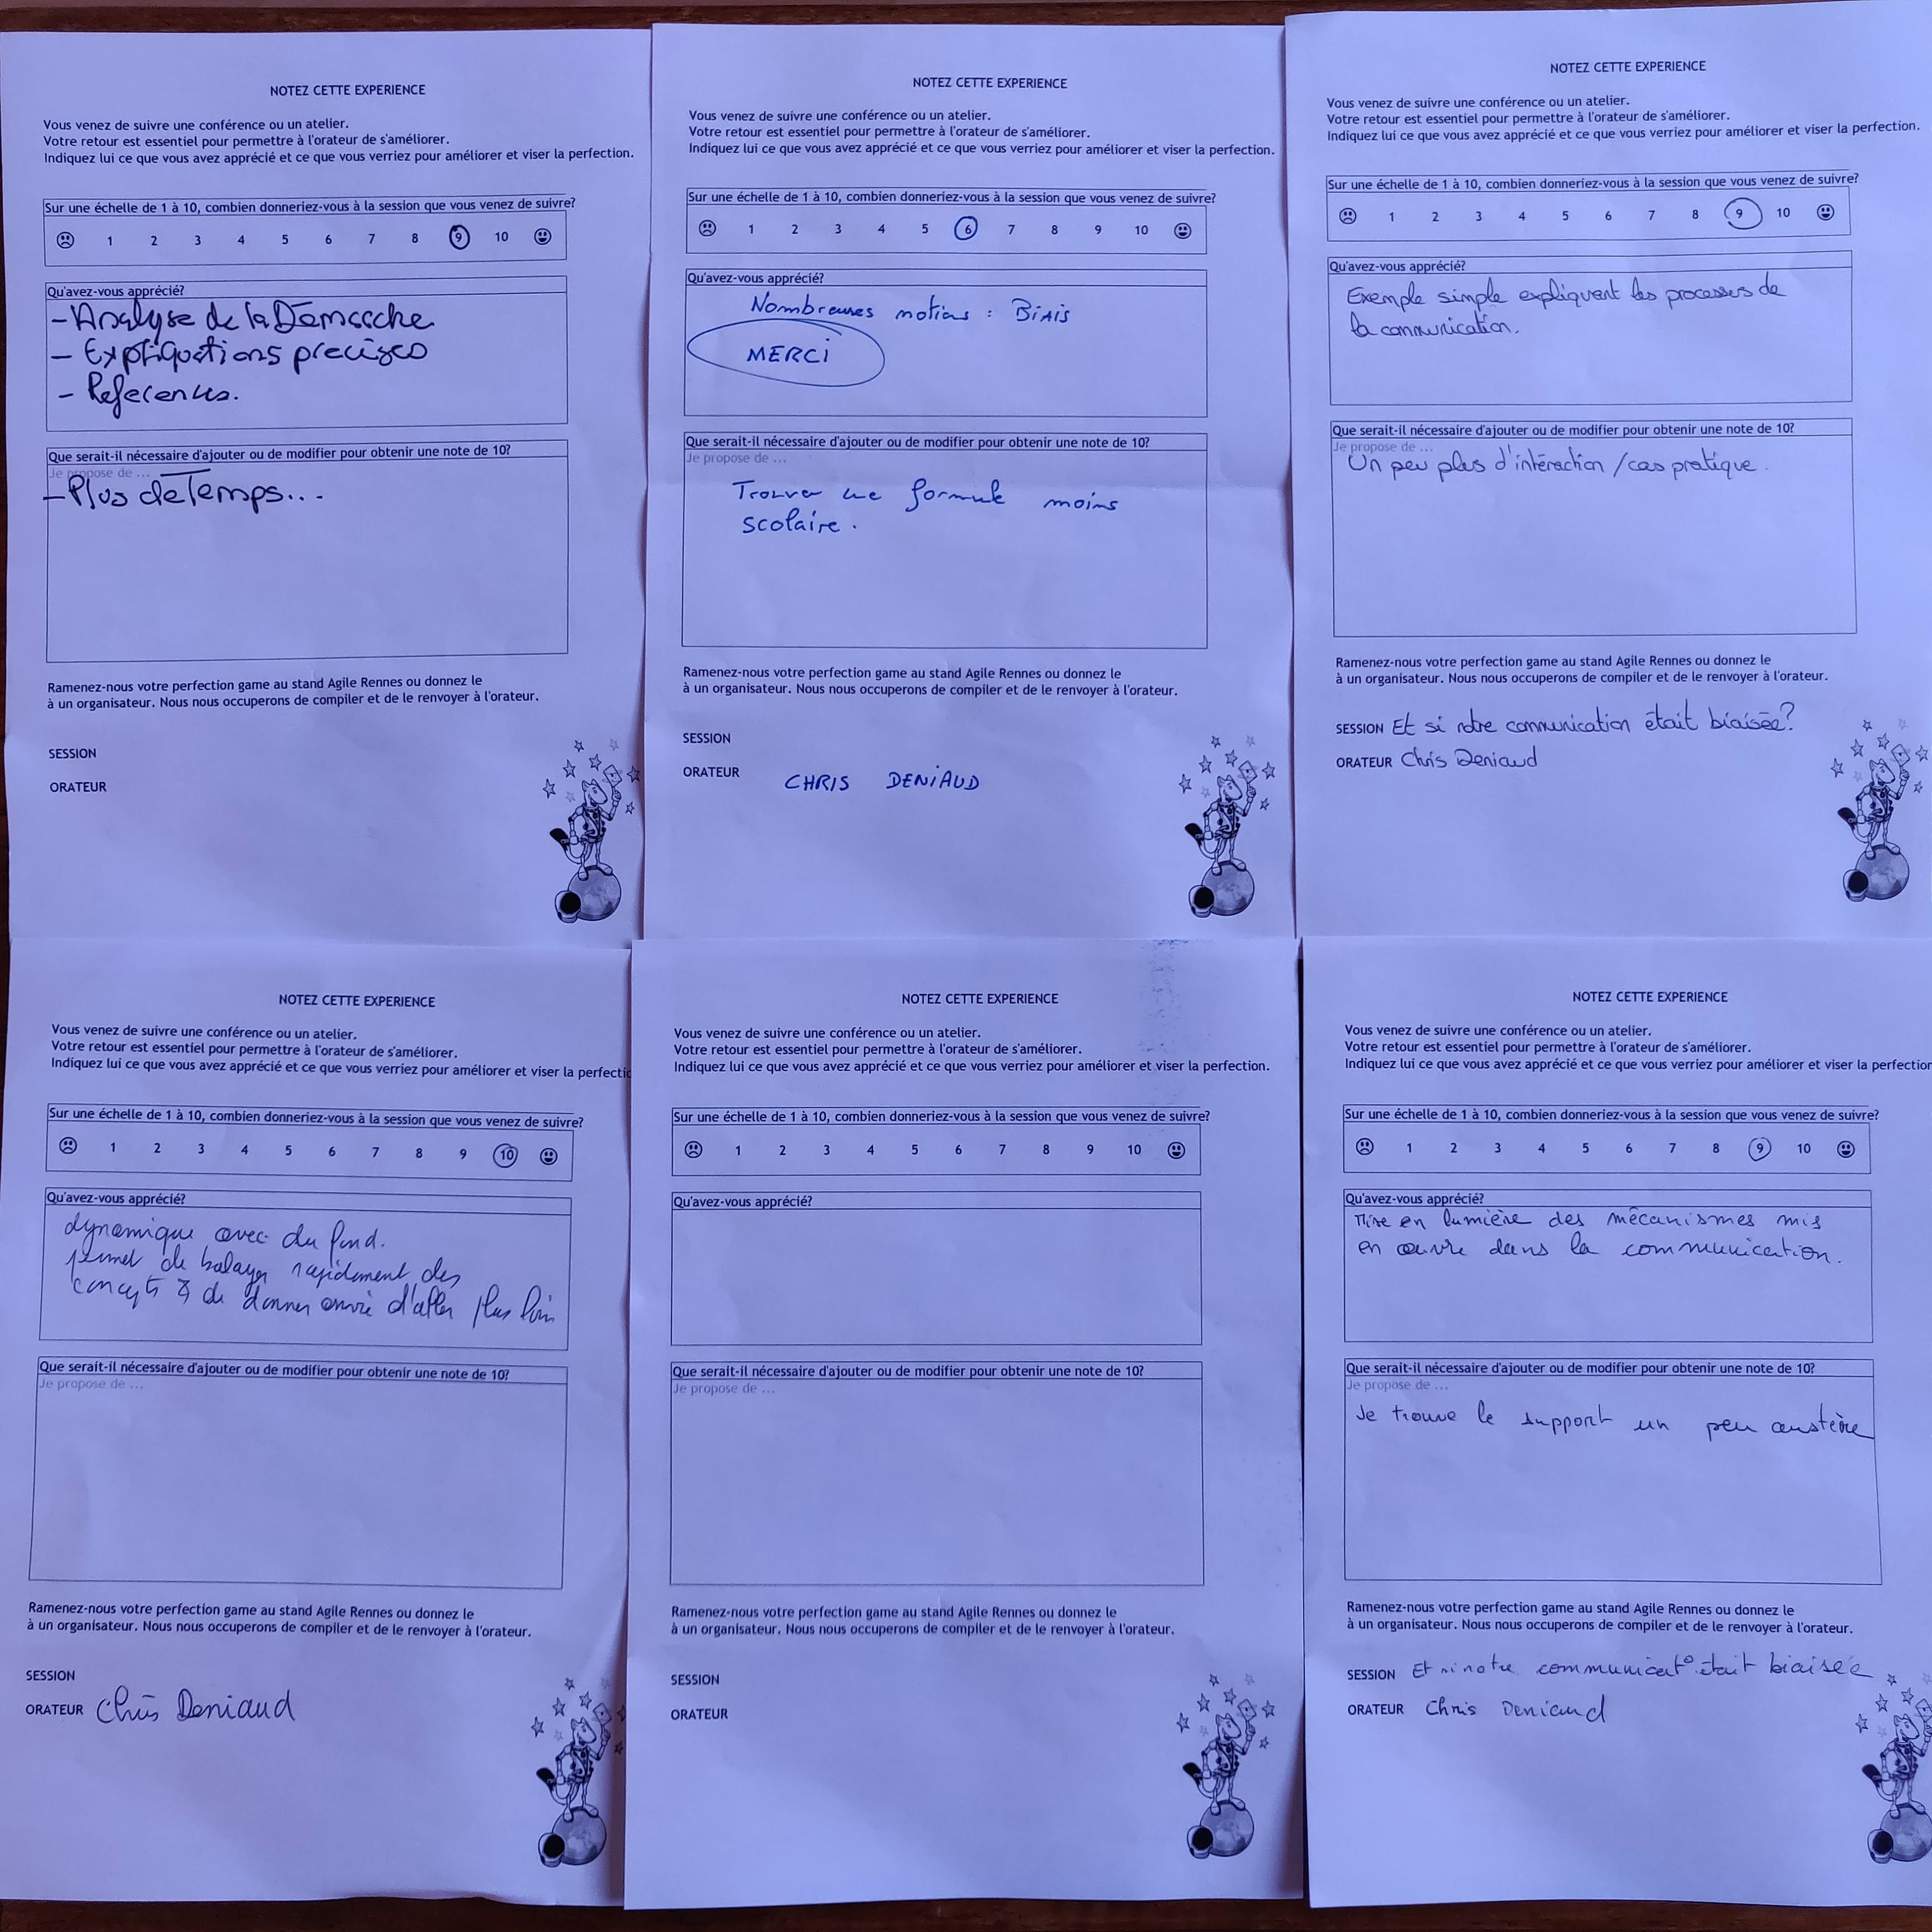 NOTEZ CETTE EXPERIENCE
Vous venez de suivre une conférence ou un atelier.
Votre retour est essentiel pour permettre à l'orateur de s'améliorer.
Indiquez lui ce que vous avez apprécié et ce que vous verriez pour améliorer et viser la perfection.
Sur une échelle de 1 à 10, combien donneriez-vous à la session que vous venez de suivre?
1 2 3 4 5 6 7 8 9 10
Qu'avez-vous apprécié?
- Analyse de la Démarche
- Expliquations precises
- References.
Que serait-il nécessaire d'ajouter ou de modifier pour obtenir une note de 10?
Je propose de ...
- Plus de Temps...
Ramenez-nous votre perfection game au stand Agile Rennes ou donnez le
à un organisateur. Nous nous occuperons de compiler et de le renvoyer à l'orateur.
SESSION
ORATEUR
NOTEZ CETTE EXPERIENCE
Vous venez de suivre une conférence ou un atelier.
Votre retour est essentiel pour permettre à l'orateur de s'améliorer.
Indiquez lui ce que vous avez apprécié et ce que vous verriez pour améliorer et viser la perfection.
Sur une échelle de 1 à 10, combien donneriez-vous à la session que vous venez de suivre?
1 2 3 4 5 6 7 8 9 10
Qu'avez-vous apprécié?
Nombreuses notions : BIAIS
MERCI
Que serait-il nécessaire d'ajouter ou de modifier pour obtenir une note de 10?
Je propose de ...
Trouver une formule moins
scolaire.
Ramenez-nous votre perfection game au stand Agile Rennes ou donnez le
à un organisateur. Nous nous occuperons de compiler et de le renvoyer à l'orateur.
SESSION
ORATEUR CHRIS DENIAUD
NOTEZ CETTE EXPERIENCE
Vous venez de suivre une conférence ou un atelier.
Votre retour est essentiel pour permettre à l'orateur de s'améliorer.
Indiquez lui ce que vous avez apprécié et ce que vous verriez pour améliorer et viser la perfection.
Sur une échelle de 1 à 10, combien donneriez-vous à la session que vous venez de suivre?
1 2 3 4 5 6 7 8 9 10
Qu'avez-vous apprécié?
Exemple simple expliquant les processus de
la communication.
Que serait-il nécessaire d'ajouter ou de modifier pour obtenir une note de 10?
Je propose de ...
Un peu plus d'intéraction / cas pratique.
Ramenez-nous votre perfection game au stand Agile Rennes ou donnez le
à un organisateur. Nous nous occuperons de compiler et de le renvoyer à l'orateur.
SESSION Et si notre communication était biaisée?
ORATEUR Chris Deniaud
NOTEZ CETTE EXPERIENCE
Vous venez de suivre une conférence ou un atelier.
Votre retour est essentiel pour permettre à l'orateur de s'améliorer.
Indiquez lui ce que vous avez apprécié et ce que vous verriez pour améliorer et viser la perfectio
Sur une échelle de 1 à 10, combien donneriez-vous à la session que vous venez de suivre?
1 2 3 4 5 6 7 8 9 10
Qu'avez-vous apprécié?
dynamique avec du fond.
permet de balayer rapidement des
concepts & de donner envie d'aller plus loin
Que serait-il nécessaire d'ajouter ou de modifier pour obtenir une note de 10?
Je propose de ...
Ramenez-nous votre perfection game au stand Agile Rennes ou donnez le
à un organisateur. Nous nous occuperons de compiler et de le renvoyer à l'orateur.
SESSION
ORATEUR Chris Deniaud
NOTEZ CETTE EXPERIENCE
Vous venez de suivre une conférence ou un atelier.
Votre retour est essentiel pour permettre à l'orateur de s'améliorer.
Indiquez lui ce que vous avez apprécié et ce que vous verriez pour améliorer et viser la perfection.
Sur une échelle de 1 à 10, combien donneriez-vous à la session que vous venez de suivre?
1 2 3 4 5 6 7 8 9 10
Qu'avez-vous apprécié?
Que serait-il nécessaire d'ajouter ou de modifier pour obtenir une note de 10?
Je propose de ...
Ramenez-nous votre perfection game au stand Agile Rennes ou donnez le
à un organisateur. Nous nous occuperons de compiler et de le renvoyer à l'orateur.
SESSION
ORATEUR
NOTEZ CETTE EXPERIENCE
Vous venez de suivre une conférence ou un atelier.
Votre retour est essentiel pour permettre à l'orateur de s'améliorer.
Indiquez lui ce que vous avez apprécié et ce que vous verriez pour améliorer et viser la perfection
Sur une échelle de 1 à 10, combien donneriez-vous à la session que vous venez de suivre?
1 2 3 4 5 6 7 8 9 10
Qu'avez-vous apprécié?
Mise en lumière des mécanismes mis
en œuvre dans la communication.
Que serait-il nécessaire d'ajouter ou de modifier pour obtenir une note de 10?
Je propose de ...
Je trouve le support un peu austère
Ramenez-nous votre perfection game au stand Agile Rennes ou donnez le
à un organisateur. Nous nous occuperons de compiler et de le renvoyer à l'orateur.
SESSION Et si notre communicat° était biaisée
ORATEUR Chris Deniaud